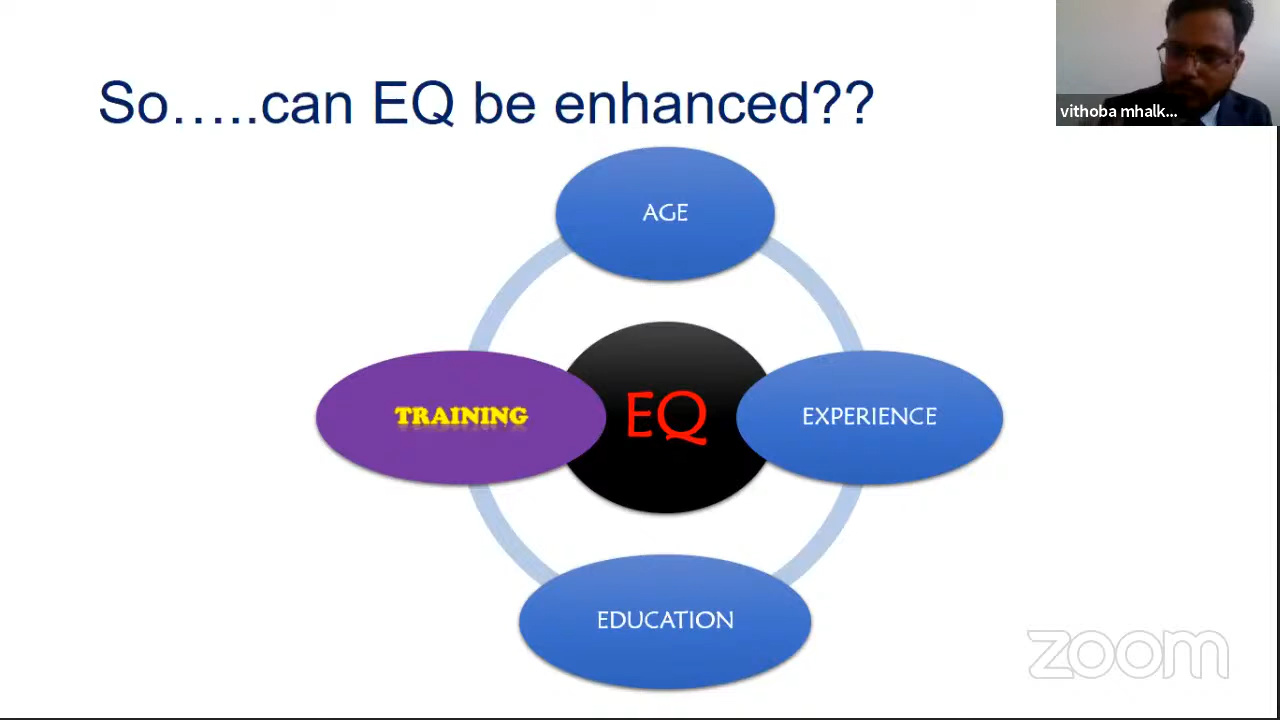 So…..can EQ be enhanced??
vithoba mhalk...
AGE
TRAINING
EQ
EXPERIENCE
EDUCATION
zoom